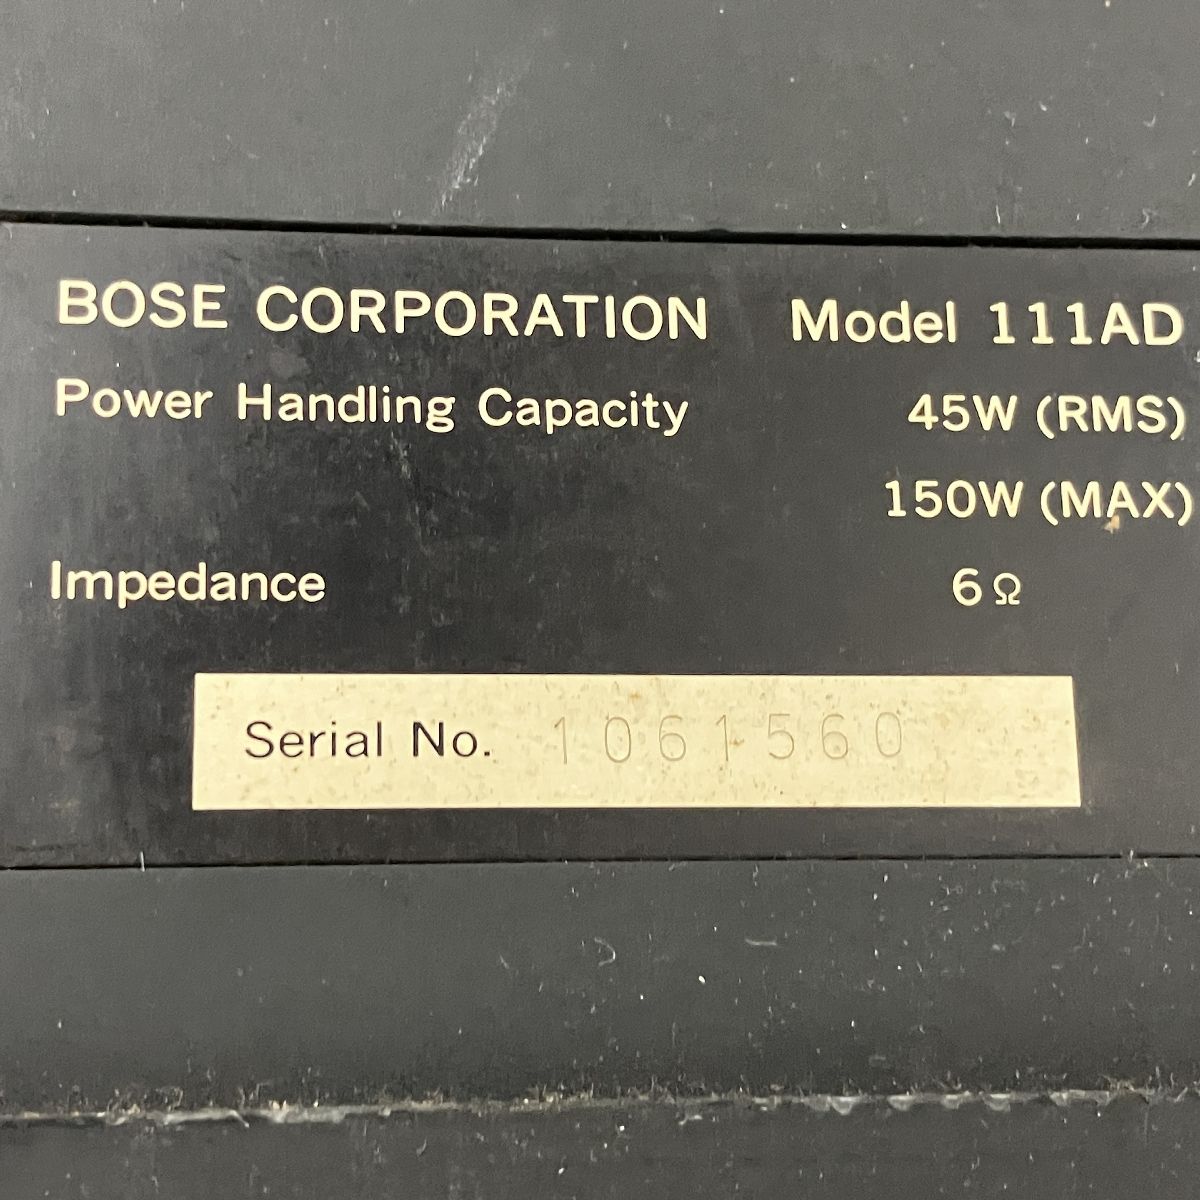 BOSE CORPORATION Model 111AD
Power Handling Capacity 45W (RMS)
150W (MAX)
Impedance 6Ω
Serial No. 1061560